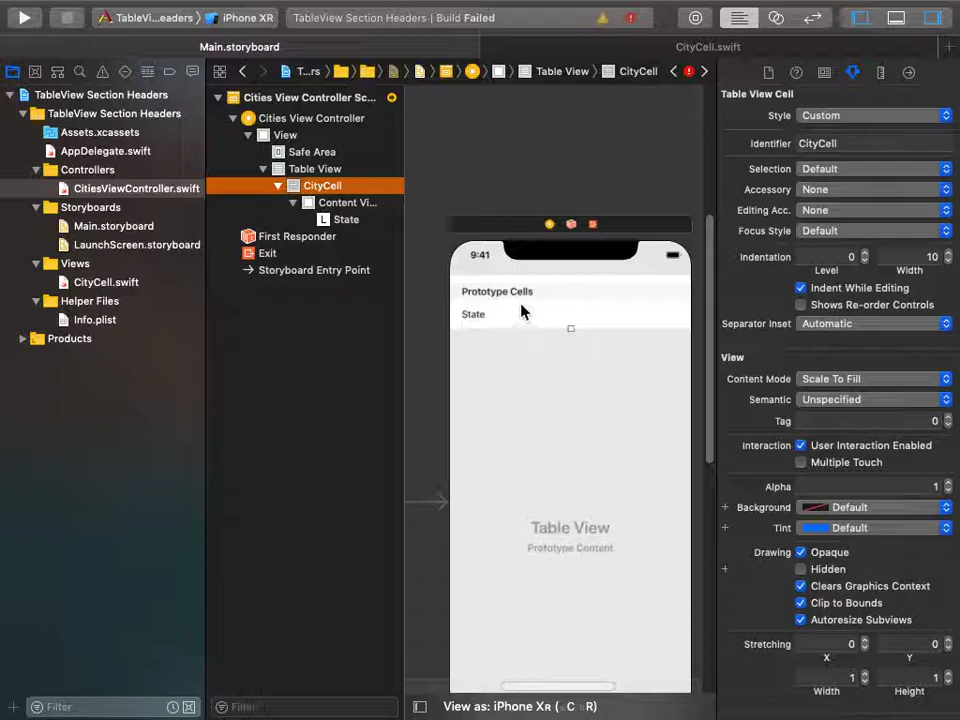 TableVi...eaders
iPhone XR
TableView Section Headers | Build Failed
Main.storyboard
CityCell.swift
T...rs
Table View
CityCell
TableView Section Headers
TableView Section Headers
Assets.xcassets
AppDelegate.swift
Controllers
CitiesViewController.swift
Storyboards
Main.storyboard
LaunchScreen.storyboard
Views
CityCell.swift
Helper Files
Info.plist
Products
Filter
Cities View Controller Sc...
Cities View Controller
View
Safe Area
Table View
CityCell
Content Vi...
L State
First Responder
Exit
Storyboard Entry Point
Filter
9:41
Prototype Cells
State
Table View
Prototype Content
View as: iPhone XR (wC hR)
Table View Cell
Style Custom
Identifier CityCell
Selection Default
Accessory None
Editing Acc. None
Focus Style Default
Indentation 0 10
Level Width
Indent While Editing
Shows Re-order Controls
Separator Inset Automatic
View
Content Mode Scale To Fill
Semantic Unspecified
Tag 0
Interaction User Interaction Enabled
Multiple Touch
Alpha 1
Background Default
Tint Default
Drawing Opaque
Hidden
Clears Graphics Context
Clip to Bounds
Autoresize Subviews
Stretching 0 0
X Y
1 1
Width Height